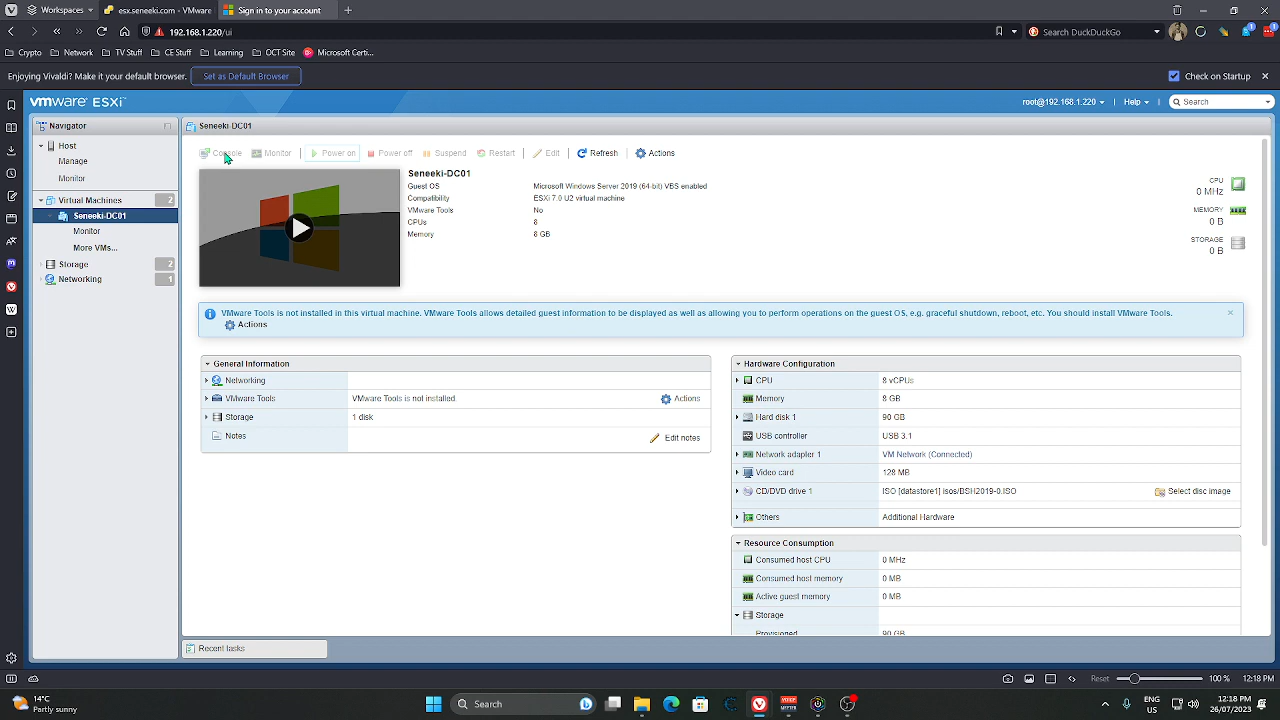 Workspaces
esx.seneeki.com - VMware
Sign in to your account
192.168.1.220/ui
Search DuckDuckGo
Crypto
Network
TV Stuff
CE Stuff
Learning
OCT Site
Microsoft Certi...
Enjoying Vivaldi? Make it your default browser.
Set as Default Browser
Check on Startup
vmware ESXi™
root@192.168.1.220
Help
Search
Navigator
Seneeki-DC01
Host
Manage
Monitor
Virtual Machines 2
Seneeki-DC01
Monitor
More VMs...
Storage 2
Networking 1
Console
Monitor
Power on
Power off
Suspend
Restart
Edit
Refresh
Actions
Seneeki-DC01
Guest OS Microsoft Windows Server 2019 (64-bit) VBS enabled
Compatibility ESXi 7.0 U2 virtual machine
VMware Tools No
CPUs 8
Memory 8 GB
CPU
0 MHz
MEMORY
0 B
STORAGE
0 B
VMware Tools is not installed in this virtual machine. VMware Tools allows detailed guest information to be displayed as well as allowing you to perform operations on the guest OS, e.g. graceful shutdown, reboot, etc. You should install VMware Tools.
Actions
General Information
Networking
VMware Tools VMware Tools is not installed. Actions
Storage 1 disk
Notes Edit notes
Hardware Configuration
CPU 8 vCPUs
Memory 8 GB
Hard disk 1 90 GB
USB controller USB 3.1
Network adapter 1 VM Network (Connected)
Video card 128 MB
CD/DVD drive 1 ISO [datastore1] isos/BSH2019-0.ISO Select disc image
Others Additional Hardware
Resource Consumption
Consumed host CPU 0 MHz
Consumed host memory 0 MB
Active guest memory 0 MB
Storage
Provisioned 90 GB
Recent tasks
Reset
100 %
12:18 PM
14°C
Partly sunny
Search
ENG
US
12:18 PM
26/07/2023